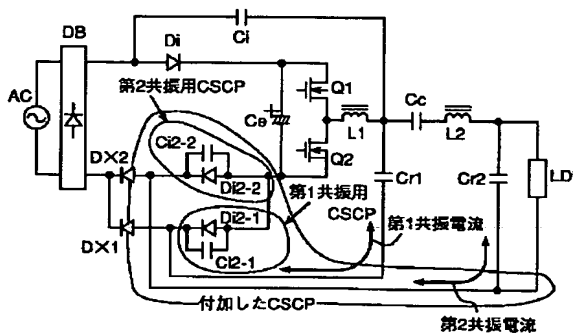 DB
Ci
Di
第2共振用CSCP
Q1
AC
Ce
L1
Cc
L2
Ci2-2
Q2
DX2
Di2-2
第1共振用
CSCP
Cr1
Cr2
LD
Di2-1
第1共振電流
DX1
Ci2-1
付加したCSCP
第2共振電流